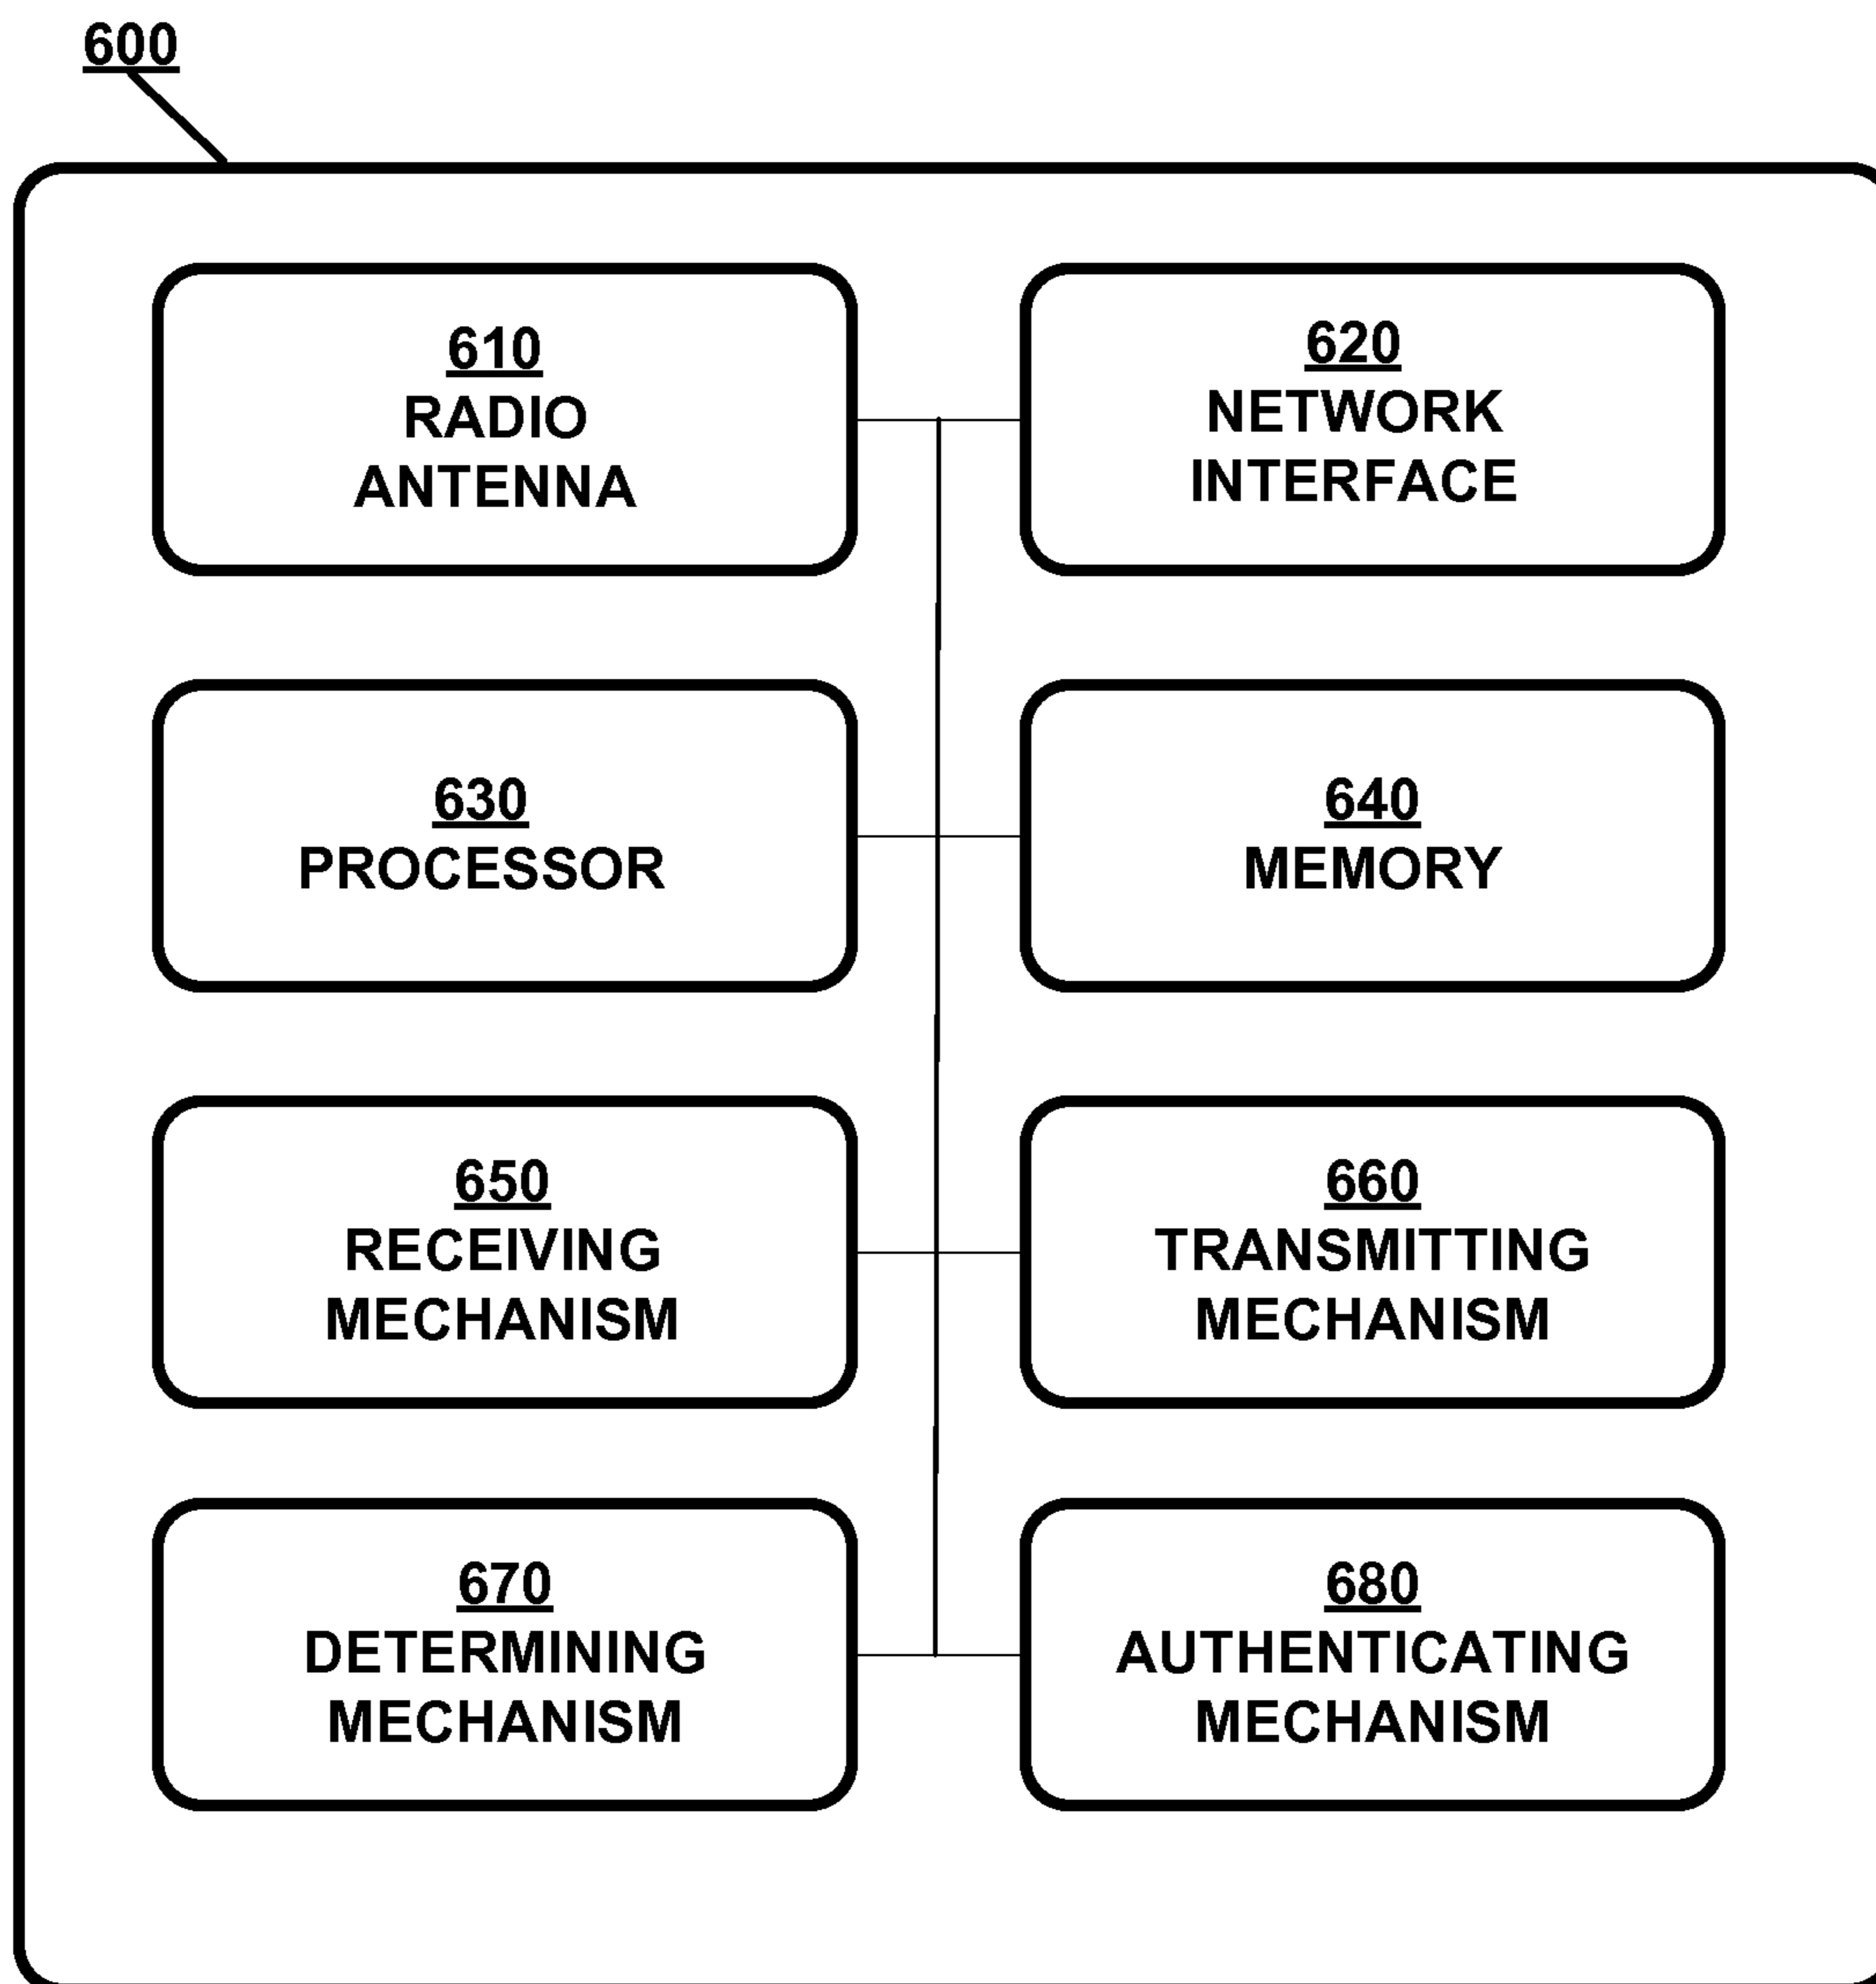 600
610
RADIO
ANTENNA
620
NETWORK
INTERFACE
630
PROCESSOR
640
MEMORY
650
RECEIVING
MECHANISM
660
TRANSMITTING
MECHANISM
670
DETERMINING
MECHANISM
680
AUTHENTICATING
MECHANISM